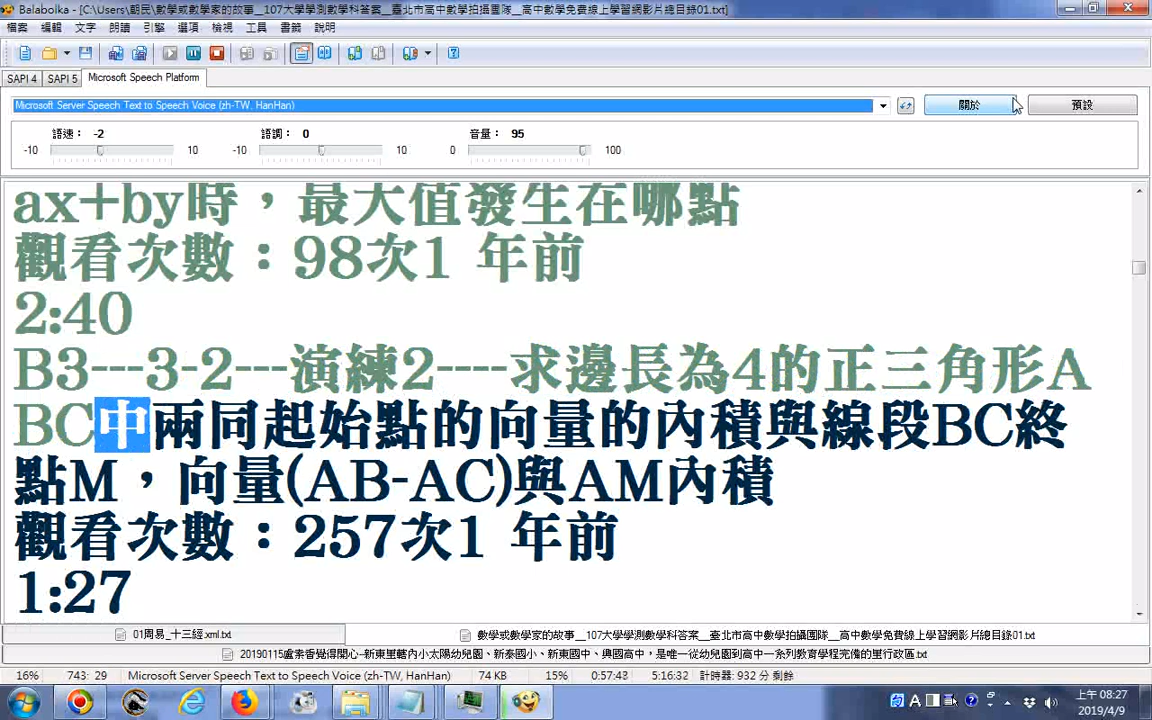 Balabolka - [C:\Users\朝民\數學或數學家的故事__107大學學測數學科答案__臺北市高中數學拍攝團隊__高中數學免費線上學習網影片總目錄01.txt]
檔案 編輯 文字 朗讀 引擎 選項 檢視 工具 書籤 說明
SAPI 4 SAPI 5 Microsoft Speech Platform
Microsoft Server Speech Text to Speech Voice (zh-TW, HanHan) 關於 預設
語速： -2 語調： 0 音量： 95
-10 10 -10 10 0 100
ax+by時，最大值發生在哪點
觀看次數：98次1 年前
2:40
B3---3-2---演練2----求邊長為4的正三角形A
BC中兩同起始點的向量的內積與線段BC終
點M，向量(AB-AC)與AM內積
觀看次數：257次1 年前
1:27
01周易_十三經.xml.txt 數學或數學家的故事__107大學學測數學科答案__臺北市高中數學拍攝團隊__高中數學免費線上學習網影片總目錄01.txt
20190115盧素香覺得開心--新東里轄內小太陽幼兒園、新泰國小、新東國中、興國高中，是唯一從幼兒園到高中一系列教育學程完備的里行政區.txt
16% 743: 29 Microsoft Server Speech Text to Speech Voice (zh-TW, HanHan) 74 KB 15% 0:57:43 5:16:32 計時器: 932 分 剩餘
上午 08:27
2019/4/9